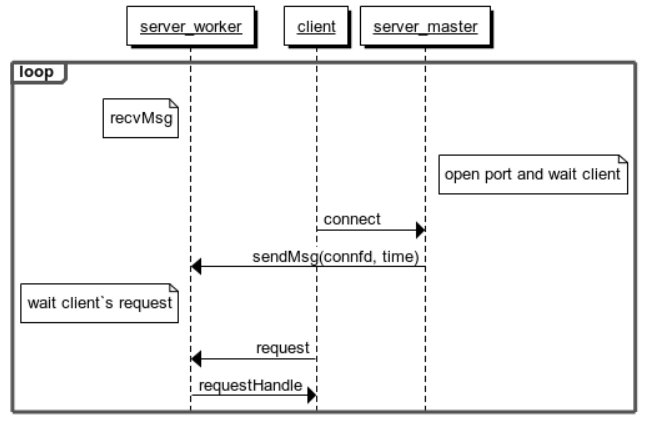 server_worker
client
server_master
loop
recvMsg
open port and wait client
connect
sendMsg(connfd, time)
wait client`s request
request
requestHandle